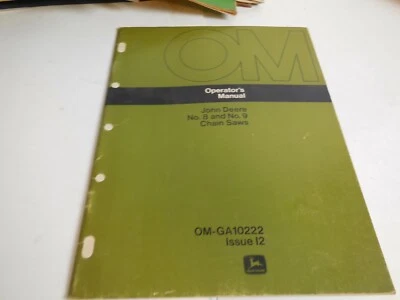 OM
Operator's
Manual
John Deere
No. 8 and No. 9
Chain Saws
OM-GA10222
Issue I2